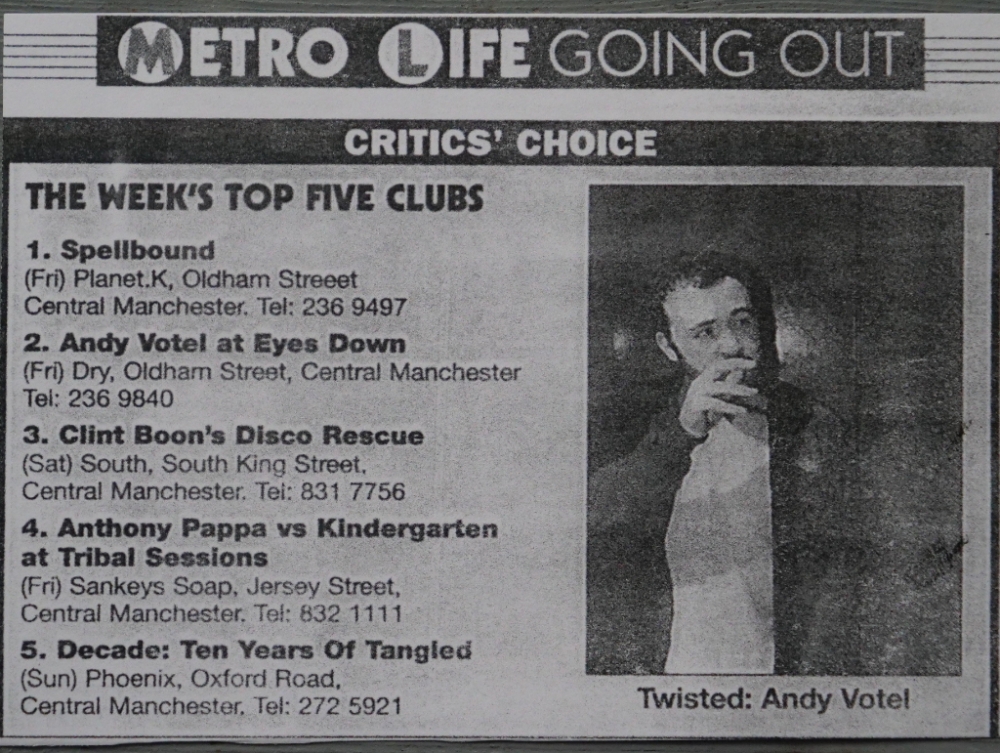 METRO LIFE GOING OUT
CRITICS' CHOICE
THE WEEK'S TOP FIVE CLUBS
1. Spellbound
(Fri) Planet.K, Oldham Streeet
Central Manchester. Tel: 236 9497
2. Andy Votel at Eyes Down
(Fri) Dry, Oldham Street, Central Manchester
Tel: 236 9840
3. Clint Boon's Disco Rescue
(Sat) South, South King Street,
Central Manchester. Tel: 831 7756
4. Anthony Pappa vs Kindergarten
at Tribal Sessions
(Fri) Sankeys Soap, Jersey Street,
Central Manchester. Tel: 832 1111
5. Decade: Ten Years Of Tangled
(Sun) Phoenix, Oxford Road,
Central Manchester. Tel: 272 5921
Twisted: Andy Votel